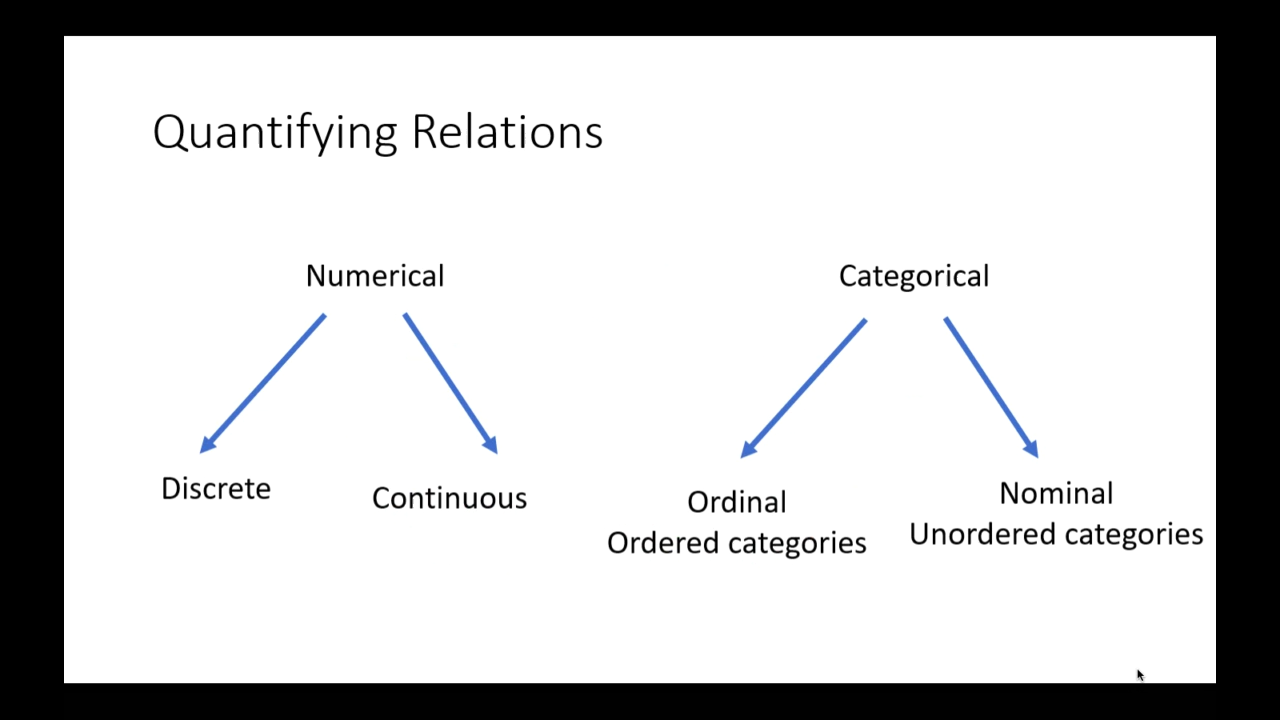 Quantifying Relations
Numerical
Categorical
Discrete
Continuous
Ordinal
Ordered categories
Nominal
Unordered categories